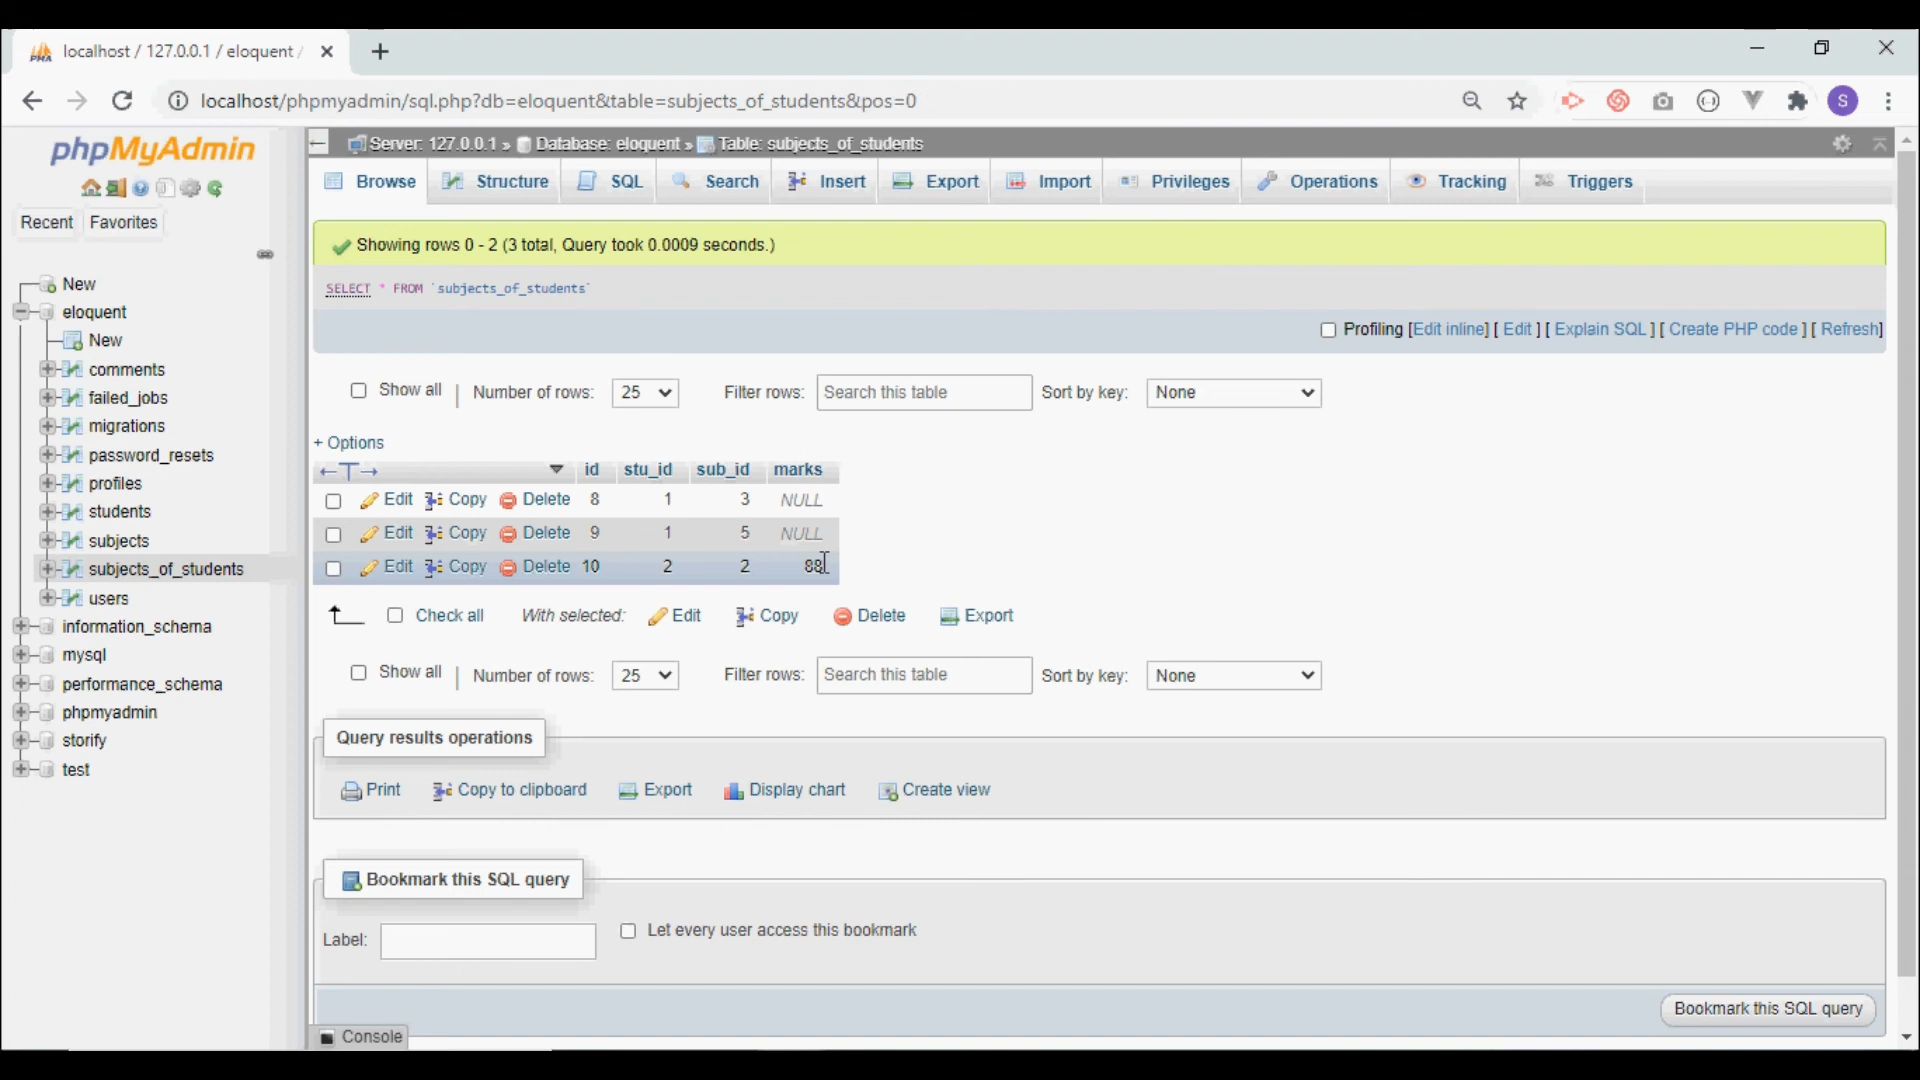 localhost / 127.0.0.1 / eloquent /
localhost/phpmyadmin/sql.php?db=eloquent&table=subjects_of_students&pos=0
S
phpMyAdmin
Recent Favorites
New
eloquent
New
comments
failed_jobs
migrations
password_resets
profiles
students
subjects
subjects_of_students
users
information_schema
mysql
performance_schema
phpmyadmin
storify
test
Server: 127.0.0.1 » Database: eloquent » Table: subjects_of_students
Browse Structure SQL Search Insert Export Import Privileges Operations Tracking Triggers
Showing rows 0 - 2 (3 total, Query took 0.0009 seconds.)
SELECT * FROM `subjects_of_students`
Profiling [Edit inline] [ Edit ] [ Explain SQL ] [ Create PHP code ] [ Refresh]
Show all | Number of rows: 25 Filter rows: Search this table Sort by key: None
+ Options
←T→ id stu_id sub_id marks
Edit Copy Delete 8 1 3 NULL
Edit Copy Delete 9 1 5 NULL
Edit Copy Delete 10 2 2 88
Check all With selected: Edit Copy Delete Export
Show all | Number of rows: 25 Filter rows: Search this table Sort by key: None
Query results operations
Print Copy to clipboard Export Display chart Create view
Bookmark this SQL query
Label: Let every user access this bookmark
Bookmark this SQL query
Console